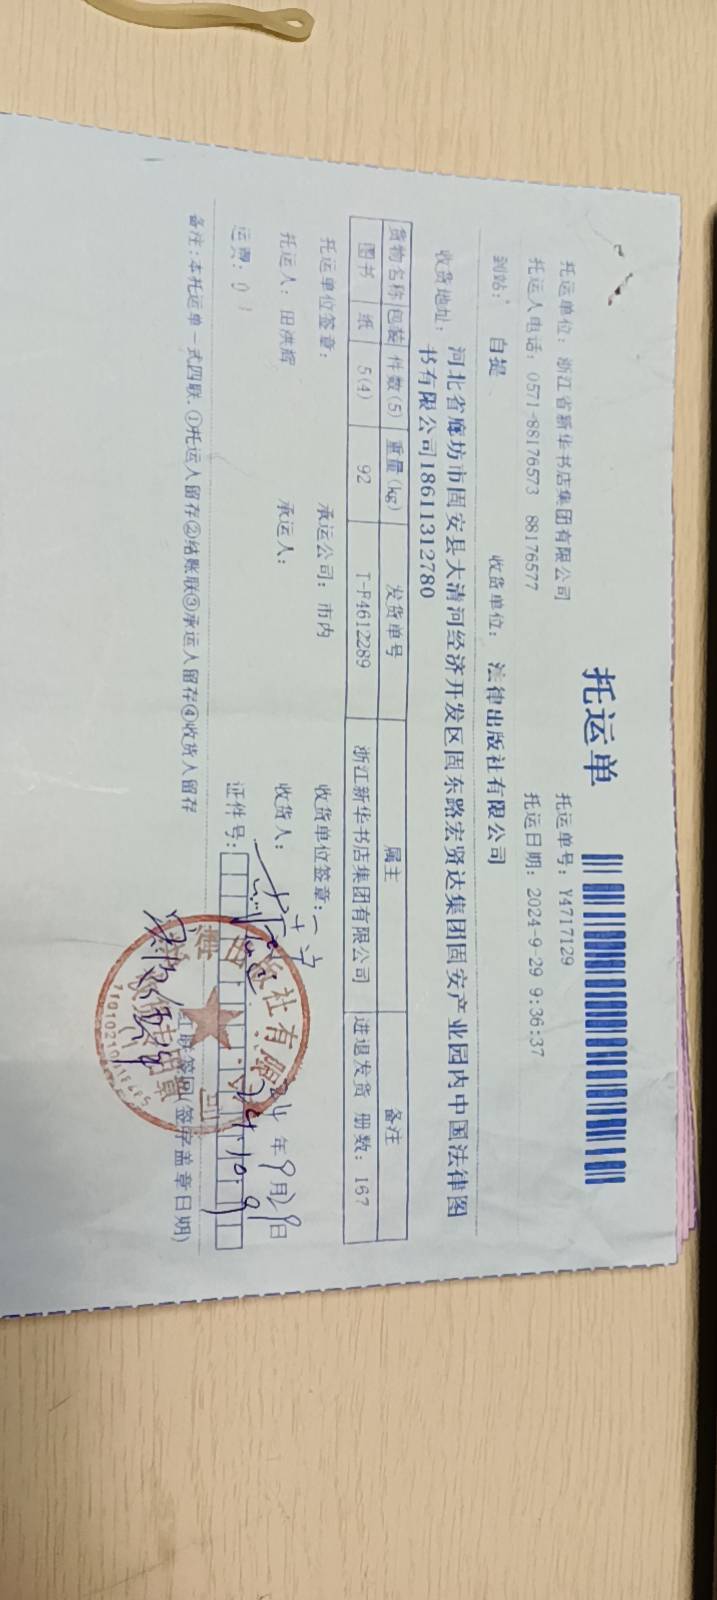 托运单
托运单位：浙江省新华书店集团有限公司 托运单号：Y4717129
托运人电话：0571-88176573 88176577 托运日期：2024-9-29 9:36:37
到站： 自提 收货单位： 法律出版社有限公司
收货地址： 河北省廊坊市固安县大清河经济开发区固东路宏贤达集团固安产业园内中国法律图
书有限公司18611312780
货物名称 包装 件数(5) 重量(kg) 发货单号 属主 备注
图书 纸 5(4) 92 T-P4612289 浙江新华书店集团有限公司 进退发货 册数：167
托运单位签章： 承运公司：市内 收货单位签章：
托运人：田洪辉 承运人： 收货人： 24年9月29日
运费：0 证件号： 24.10.9
备注：本托运单一式四联.①托运人留存②结账联③承运人留存④收货人留存 签回(签字盖章日期)